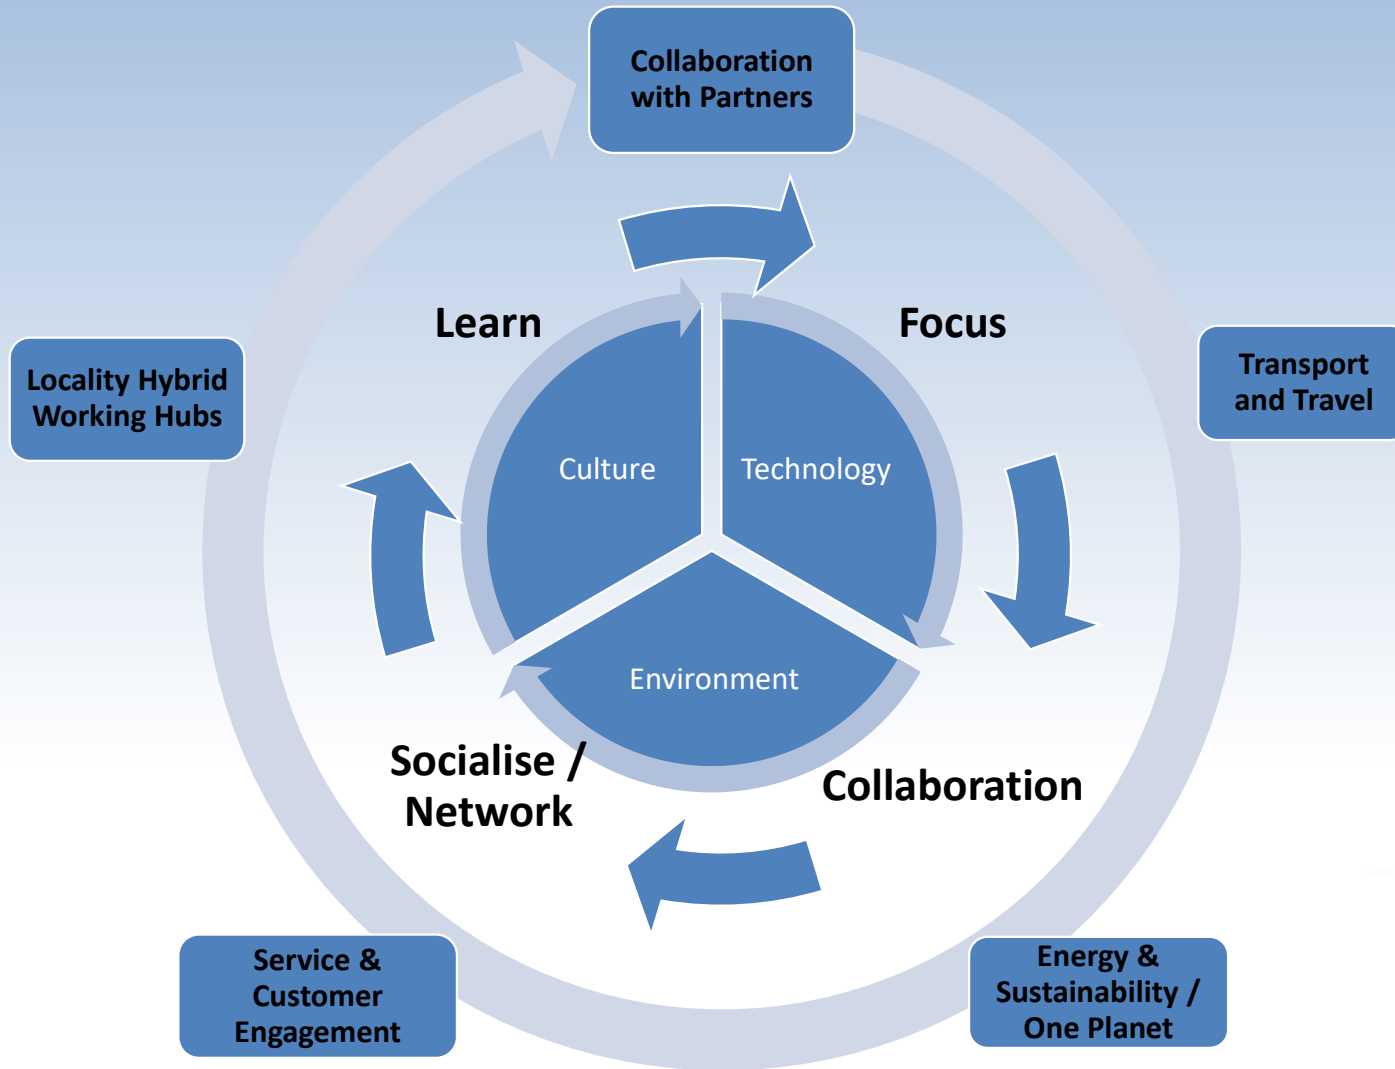 Collaboration
with Partners
Learn
Focus
Locality Hybrid
Working Hubs
Transport
and Travel
Culture
Technology
Environment
Socialise /
Network
Collaboration
Service &
Customer
Engagement
Energy &
Sustainability /
One Planet